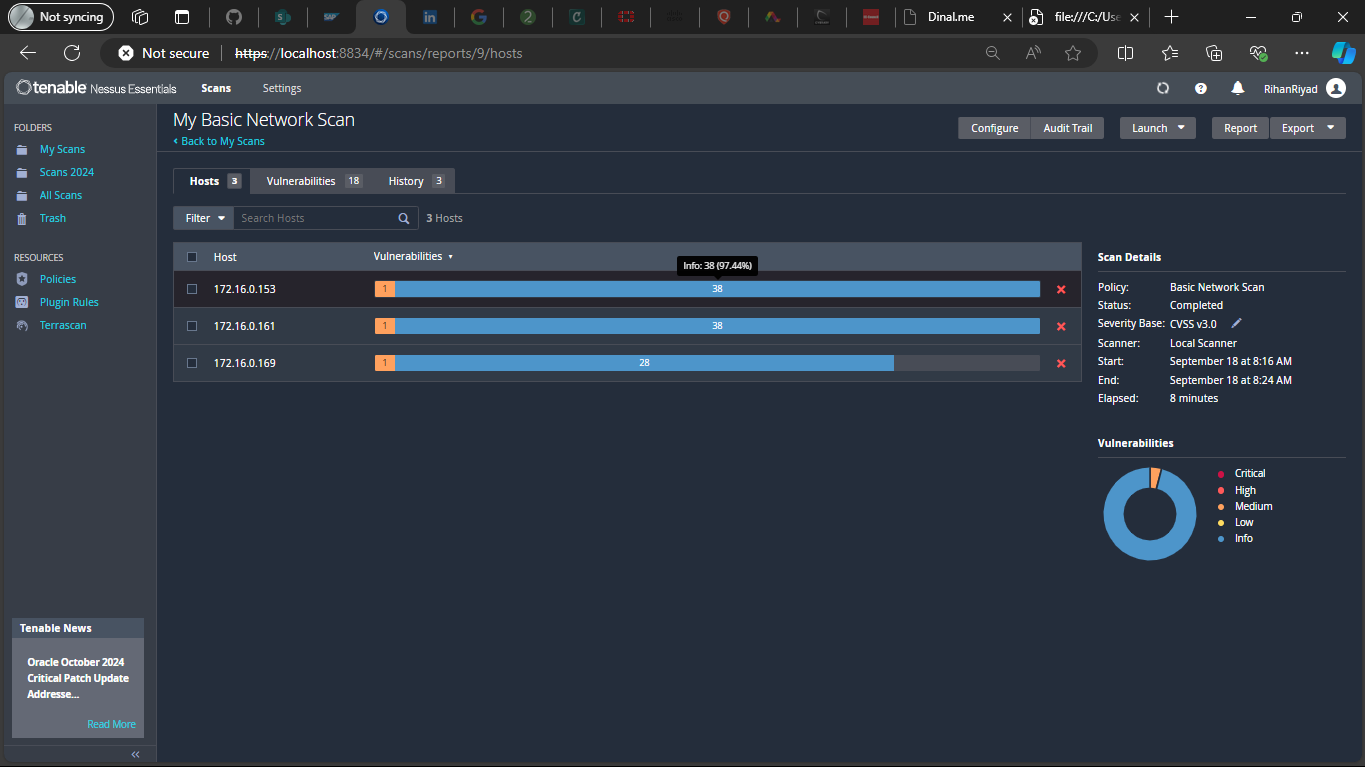 Not syncing
Dinal.me
file:///C:/Use
Not secure
https://localhost:8834/#/scans/reports/9/hosts
tenable Nessus Essentials
Scans
Settings
RihanRiyad
FOLDERS
My Scans
Scans 2024
All Scans
Trash
RESOURCES
Policies
Plugin Rules
Terrascan
Tenable News
Oracle October 2024
Critical Patch Update
Addresse...
Read More
My Basic Network Scan
‹ Back to My Scans
Configure
Audit Trail
Launch
Report
Export
Hosts 3
Vulnerabilities 18
History 3
Filter
Search Hosts
3 Hosts
Host
Vulnerabilities
Info: 38 (97.44%)
172.16.0.153 1 38
172.16.0.161 1 38
172.16.0.169 1 28
Scan Details
Policy: Basic Network Scan
Status: Completed
Severity Base: CVSS v3.0
Scanner: Local Scanner
Start: September 18 at 8:16 AM
End: September 18 at 8:24 AM
Elapsed: 8 minutes
Vulnerabilities
Critical
High
Medium
Low
Info